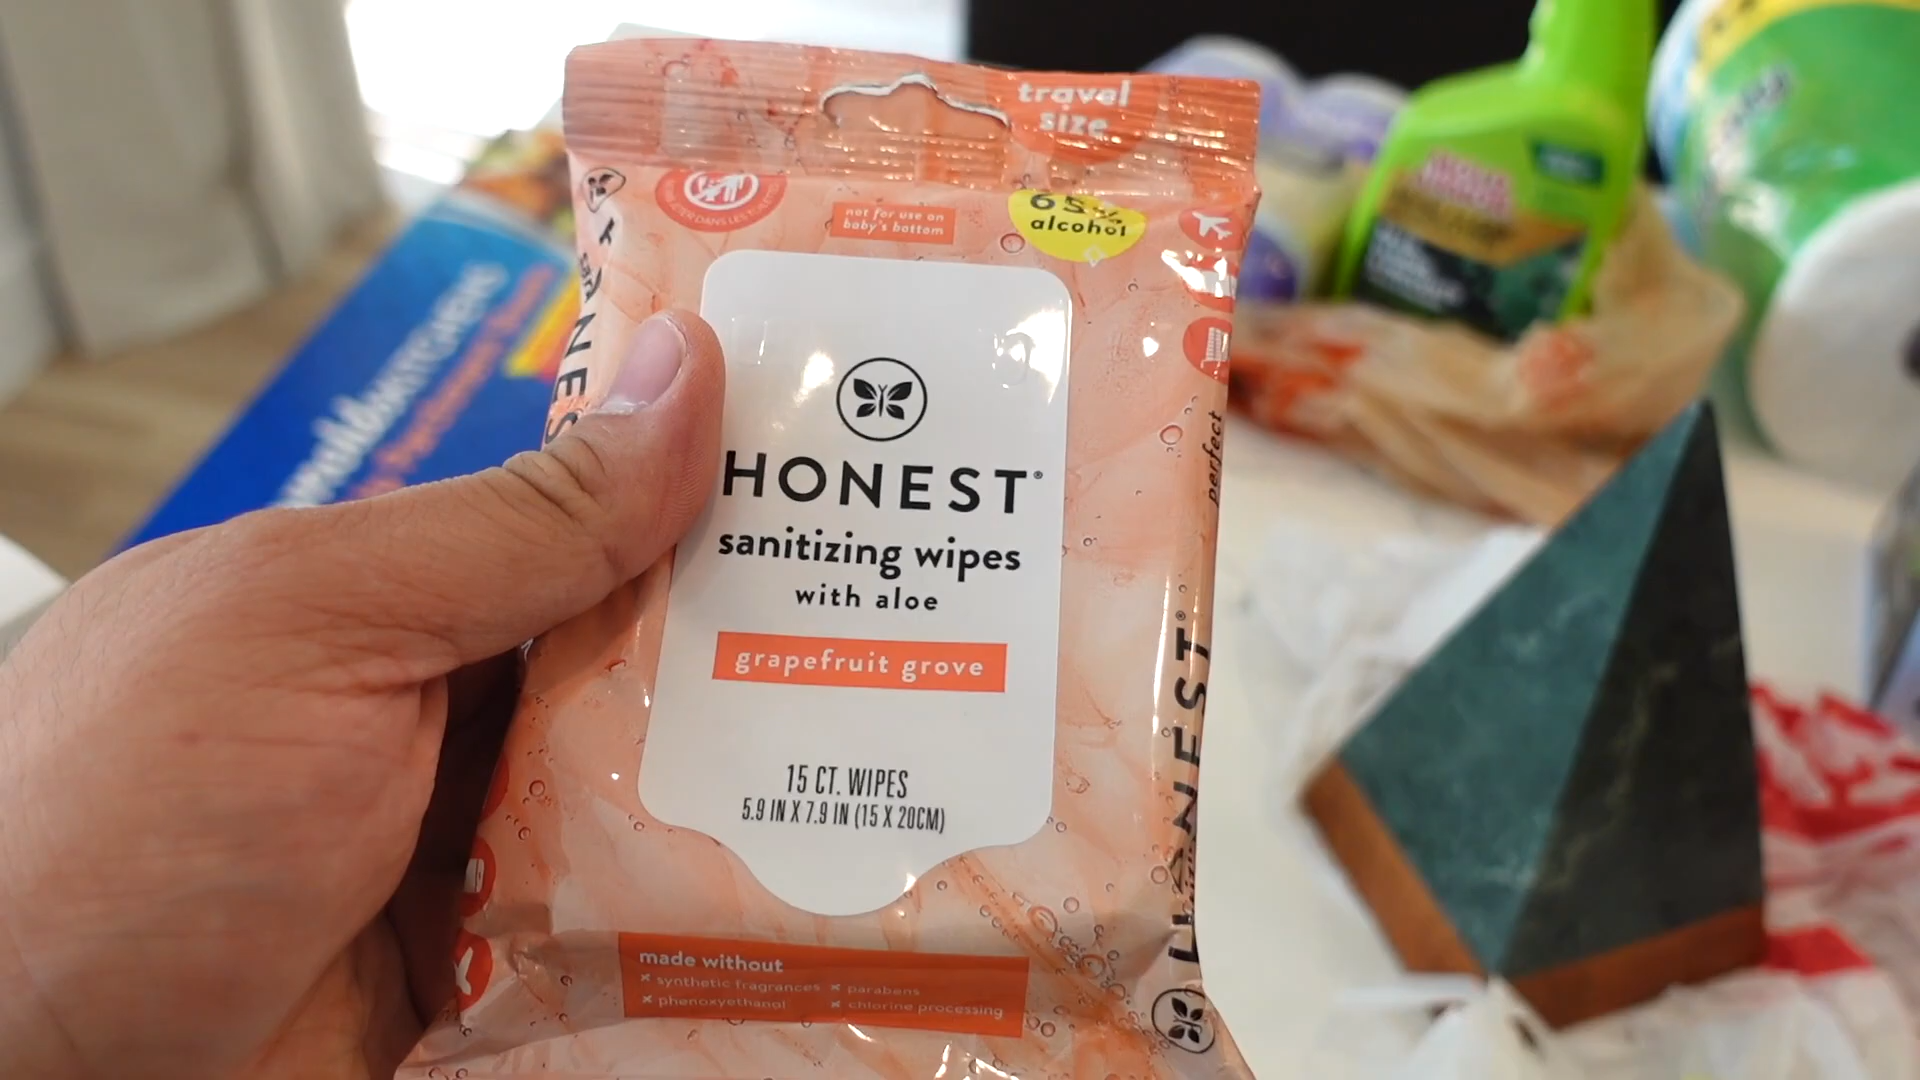 travel
size
65%
alcohol
not for use on
baby's bottom
HONEST®
sanitizing wipes
with aloe
grapefruit grove
15 CT. WIPES
5.9 IN X 7.9 IN (15 X 20CM)
made without
× synthetic fragrances × parabens
× phenoxyethanol × chlorine processing
perfect
HONEST®
KITCHEN